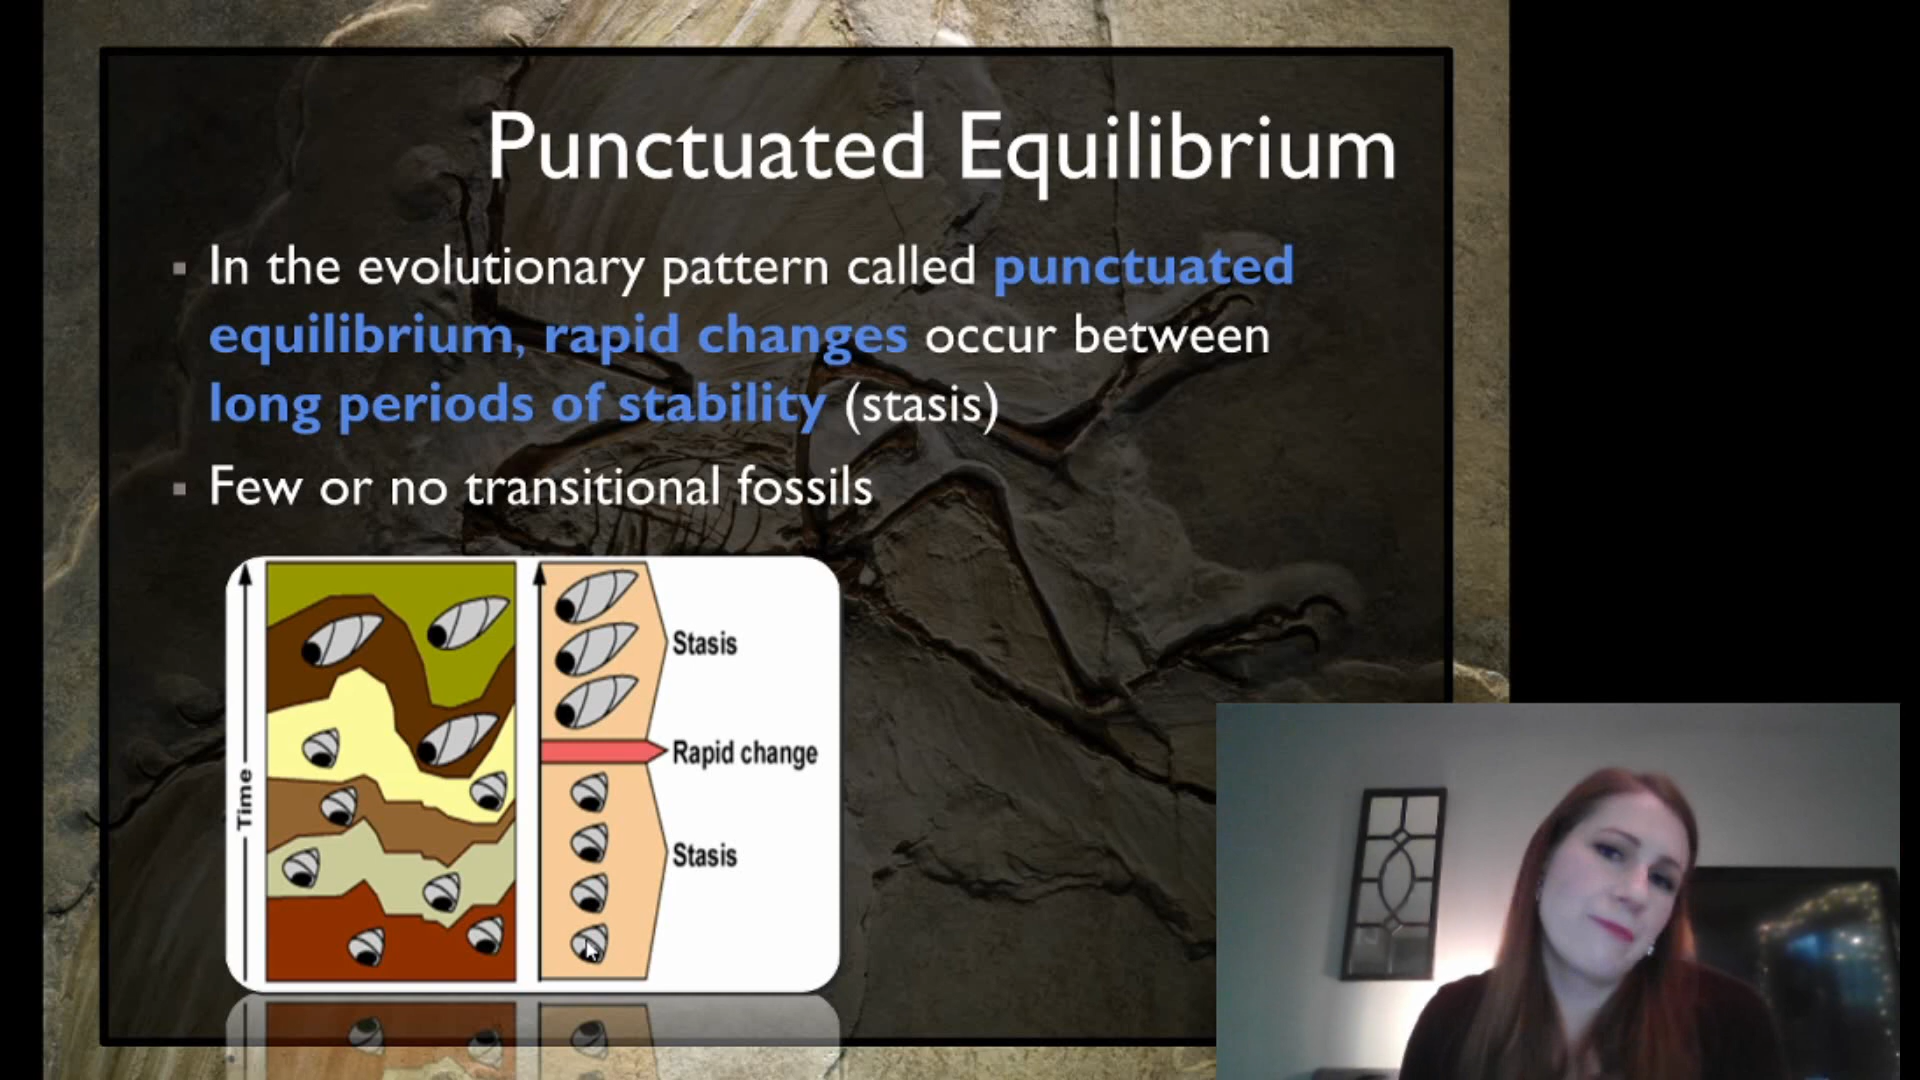 Punctuated Equilibrium
In the evolutionary pattern called punctuated
equilibrium, rapid changes occur between
long periods of stability (stasis)
Few or no transitional fossils
Time
Stasis
Rapid change
Stasis